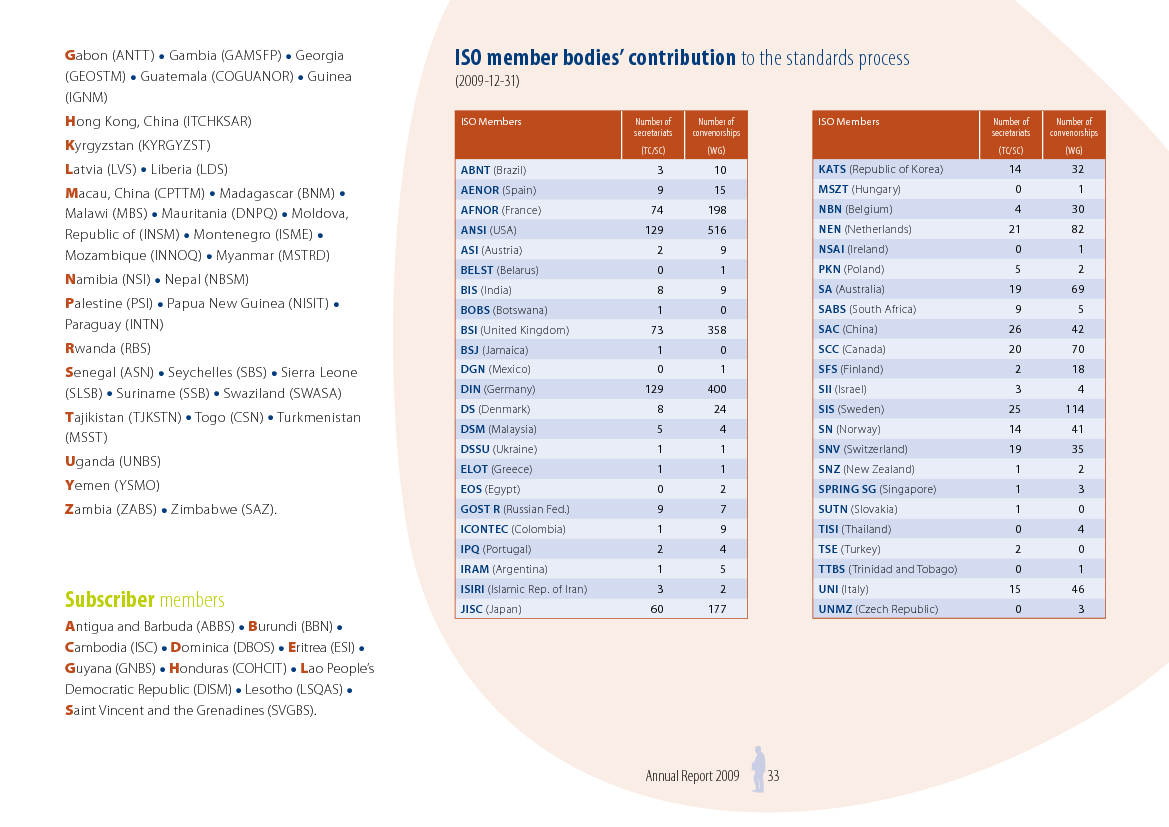 Gabon (ANTT) • Gambia (GAMSFP) • Georgia
(GEOSTM) • Guatemala (COGUANOR) • Guinea
(IGNM)
Hong Kong, China (ITCHKSAR)
Kyrgyzstan (KYRGYZST)
Latvia (LVS) • Liberia (LDS)
Macau, China (CPTTM) • Madagascar (BNM) •
Malawi (MBS) • Mauritania (DNPQ) • Moldova,
Republic of (INSM) • Montenegro (ISME) •
Mozambique (INNOQ) • Myanmar (MSTRD)
Namibia (NSI) • Nepal (NBSM)
Palestine (PSI) • Papua New Guinea (NISIT) •
Paraguay (INTN)
Rwanda (RBS)
Senegal (ASN) • Seychelles (SBS) • Sierra Leone
(SLSB) • Suriname (SSB) • Swaziland (SWASA)
Tajikistan (TJKSTN) • Togo (CSN) • Turkmenistan
(MSST)
Uganda (UNBS)
Yemen (YSMO)
Zambia (ZABS) • Zimbabwe (SAZ).
Subscriber members
Antigua and Barbuda (ABBS) • Burundi (BBN) •
Cambodia (ISC) • Dominica (DBOS) • Eritrea (ESI) •
Guyana (GNBS) • Honduras (COHCIT) • Lao People's
Democratic Republic (DISM) • Lesotho (LSQAS) •
Saint Vincent and the Grenadines (SVGBS).
ISO member bodies' contribution to the standards process
(2009-12-31)
ISO Members Number of secretariats (TC/SC) Number of convenorships (WG)
ABNT (Brazil) 3 10
AENOR (Spain) 9 15
AFNOR (France) 74 198
ANSI (USA) 129 516
ASI (Austria) 2 9
BELST (Belarus) 0 1
BIS (India) 8 9
BOBS (Botswana) 1 0
BSI (United Kingdom) 73 358
BSJ (Jamaica) 1 0
DGN (Mexico) 0 1
DIN (Germany) 129 400
DS (Denmark) 8 24
DSM (Malaysia) 5 4
DSSU (Ukraine) 1 1
ELOT (Greece) 1 1
EOS (Egypt) 0 2
GOST R (Russian Fed.) 9 7
ICONTEC (Colombia) 1 9
IPQ (Portugal) 2 4
IRAM (Argentina) 1 5
ISIRI (Islamic Rep. of Iran) 3 2
JISC (Japan) 60 177
ISO Members Number of secretariats (TC/SC) Number of convenorships (WG)
KATS (Republic of Korea) 14 32
MSZT (Hungary) 0 1
NBN (Belgium) 4 30
NEN (Netherlands) 21 82
NSAI (Ireland) 0 1
PKN (Poland) 5 2
SA (Australia) 19 69
SABS (South Africa) 9 5
SAC (China) 26 42
SCC (Canada) 20 70
SFS (Finland) 2 18
SII (Israel) 3 4
SIS (Sweden) 25 114
SN (Norway) 14 41
SNV (Switzerland) 19 35
SNZ (New Zealand) 1 2
SPRING SG (Singapore) 1 3
SUTN (Slovakia) 1 0
TISI (Thailand) 0 4
TSE (Turkey) 2 0
TTBS (Trinidad and Tobago) 0 1
UNI (Italy) 15 46
UNMZ (Czech Republic) 0 3
Annual Report 2009 33